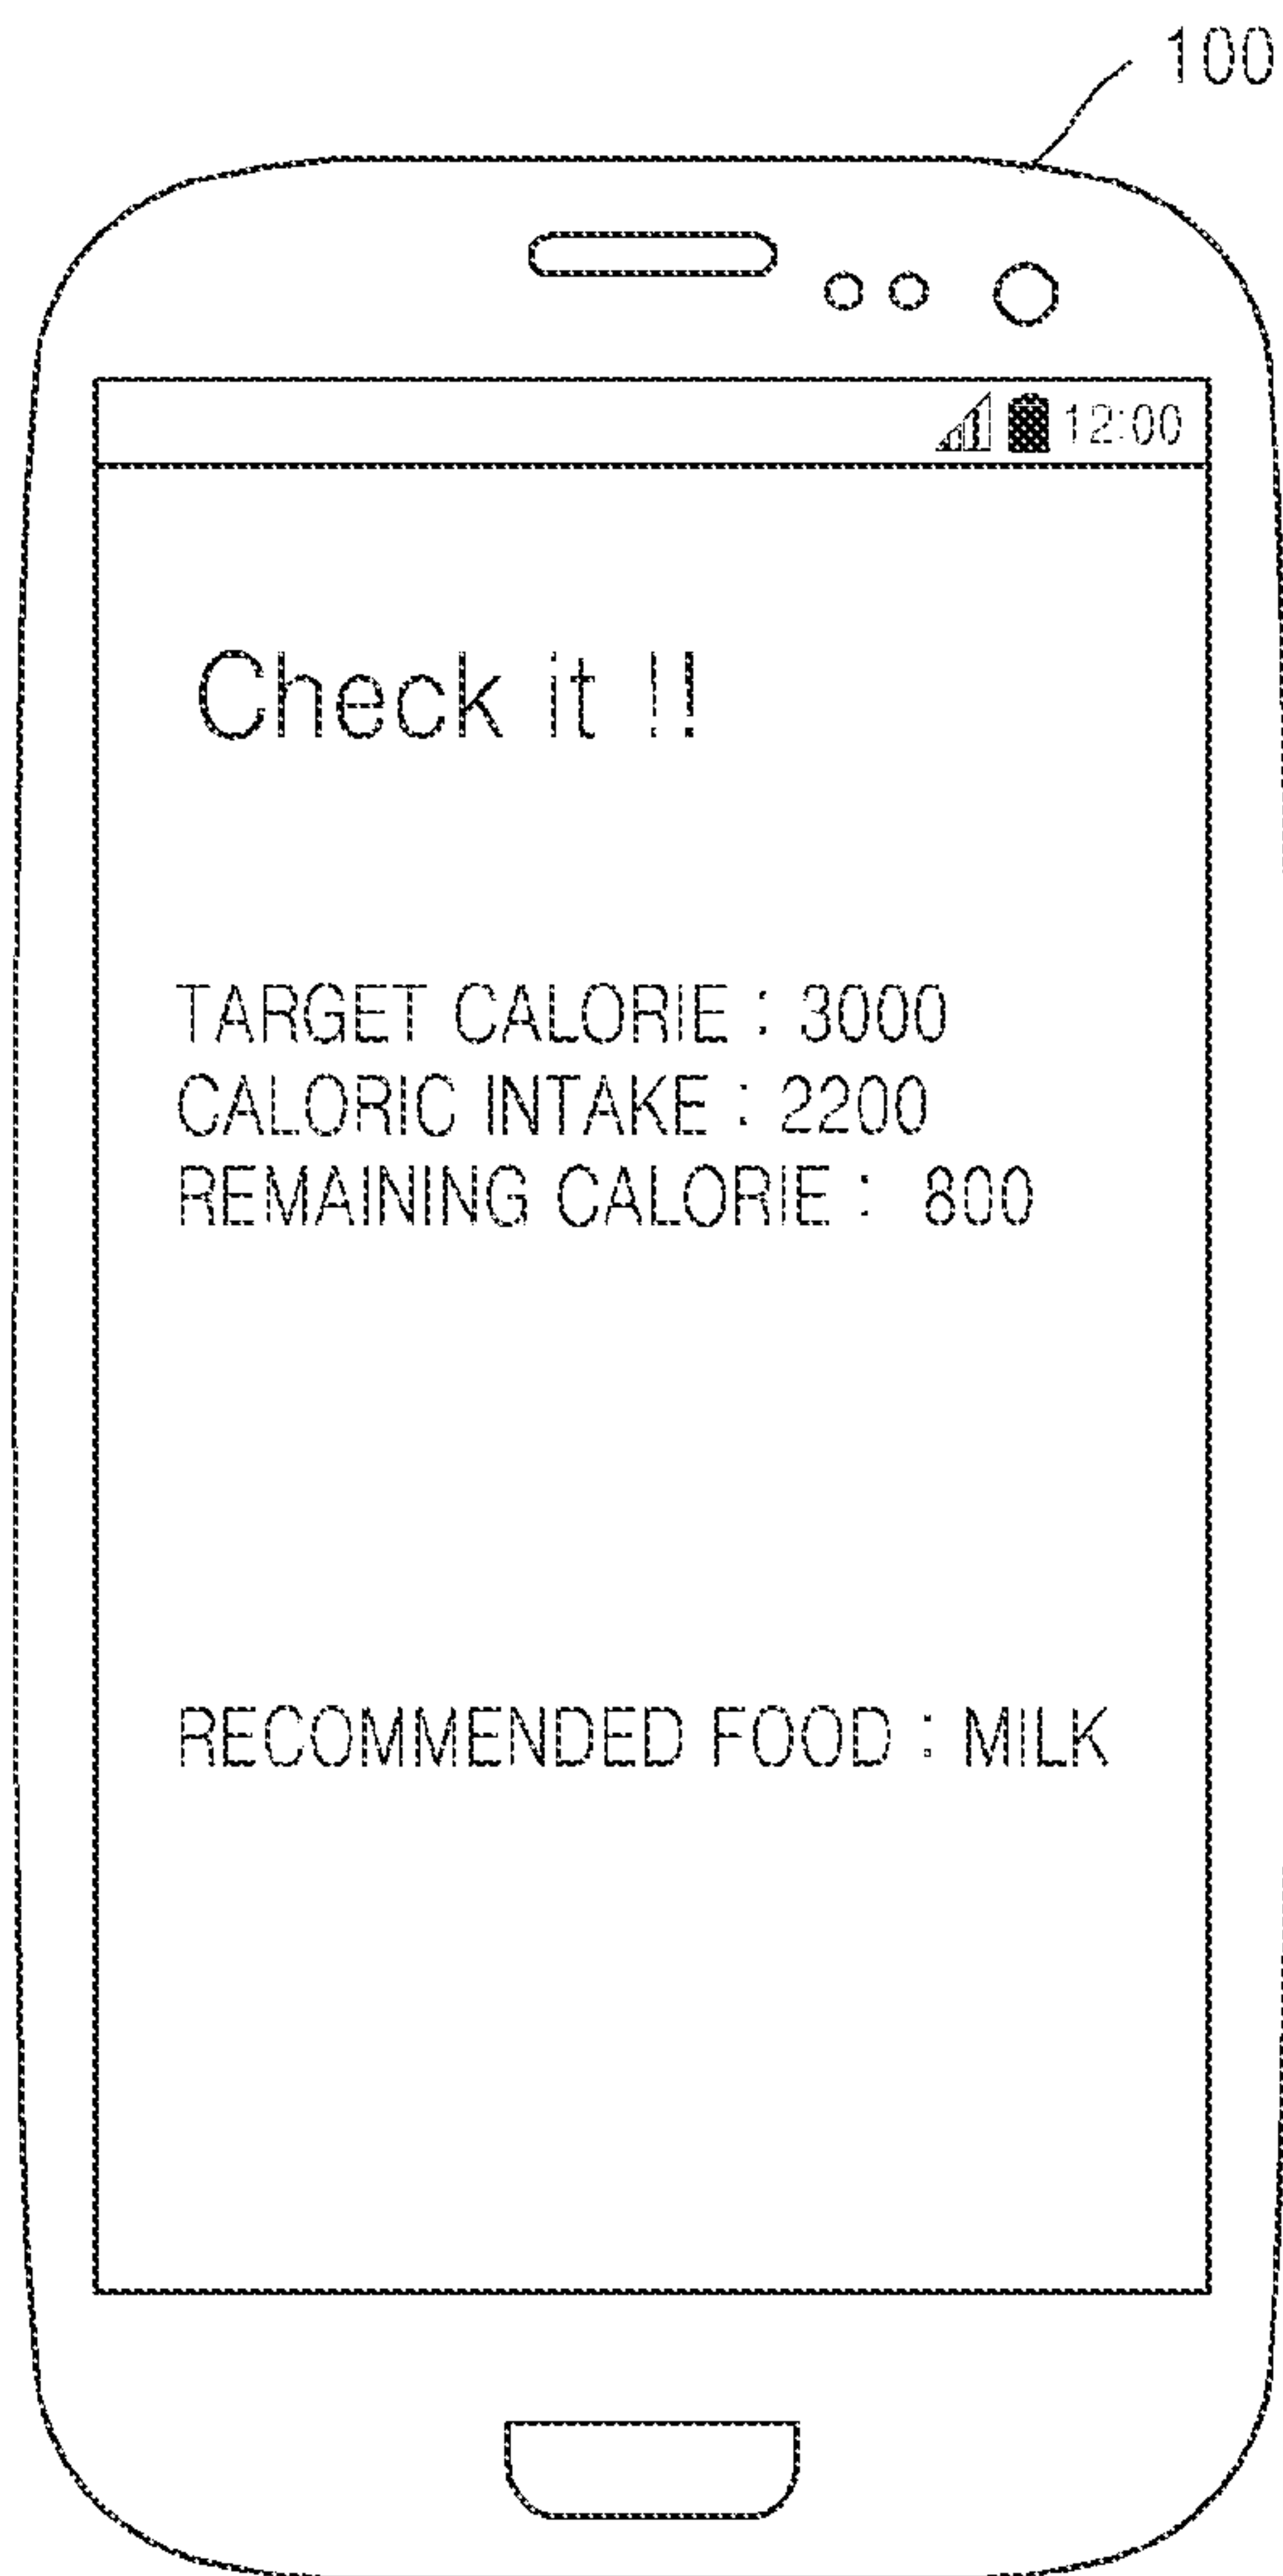 100
12:00
Check it !!
TARGET CALORIE : 3000
CALORIC INTAKE : 2200
REMAINING CALORIE : 800
RECOMMENDED FOOD : MILK